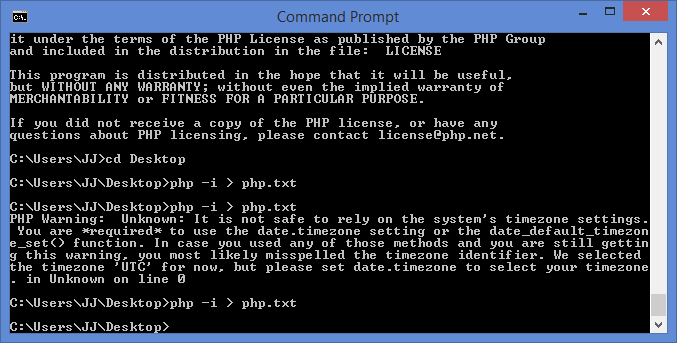 Command Prompt
it under the terms of the PHP License as published by the PHP Group
and included in the distribution in the file:  LICENSE
This program is distributed in the hope that it will be useful,
but WITHOUT ANY WARRANTY; without even the implied warranty of
MERCHANTABILITY or FITNESS FOR A PARTICULAR PURPOSE.
If you did not receive a copy of the PHP license, or have any
questions about PHP licensing, please contact license@php.net.
C:\Users\JJ>cd Desktop
C:\Users\JJ\Desktop>php -i > php.txt
C:\Users\JJ\Desktop>php -i > php.txt
PHP Warning:  Unknown: It is not safe to rely on the system's timezone settings.
 You are *required* to use the date.timezone setting or the date_default_timezon
e_set() function. In case you used any of those methods and you are still gettin
g this warning, you most likely misspelled the timezone identifier. We selected
the timezone 'UTC' for now, but please set date.timezone to select your timezone
. in Unknown on line 0
C:\Users\JJ\Desktop>php -i > php.txt
C:\Users\JJ\Desktop>